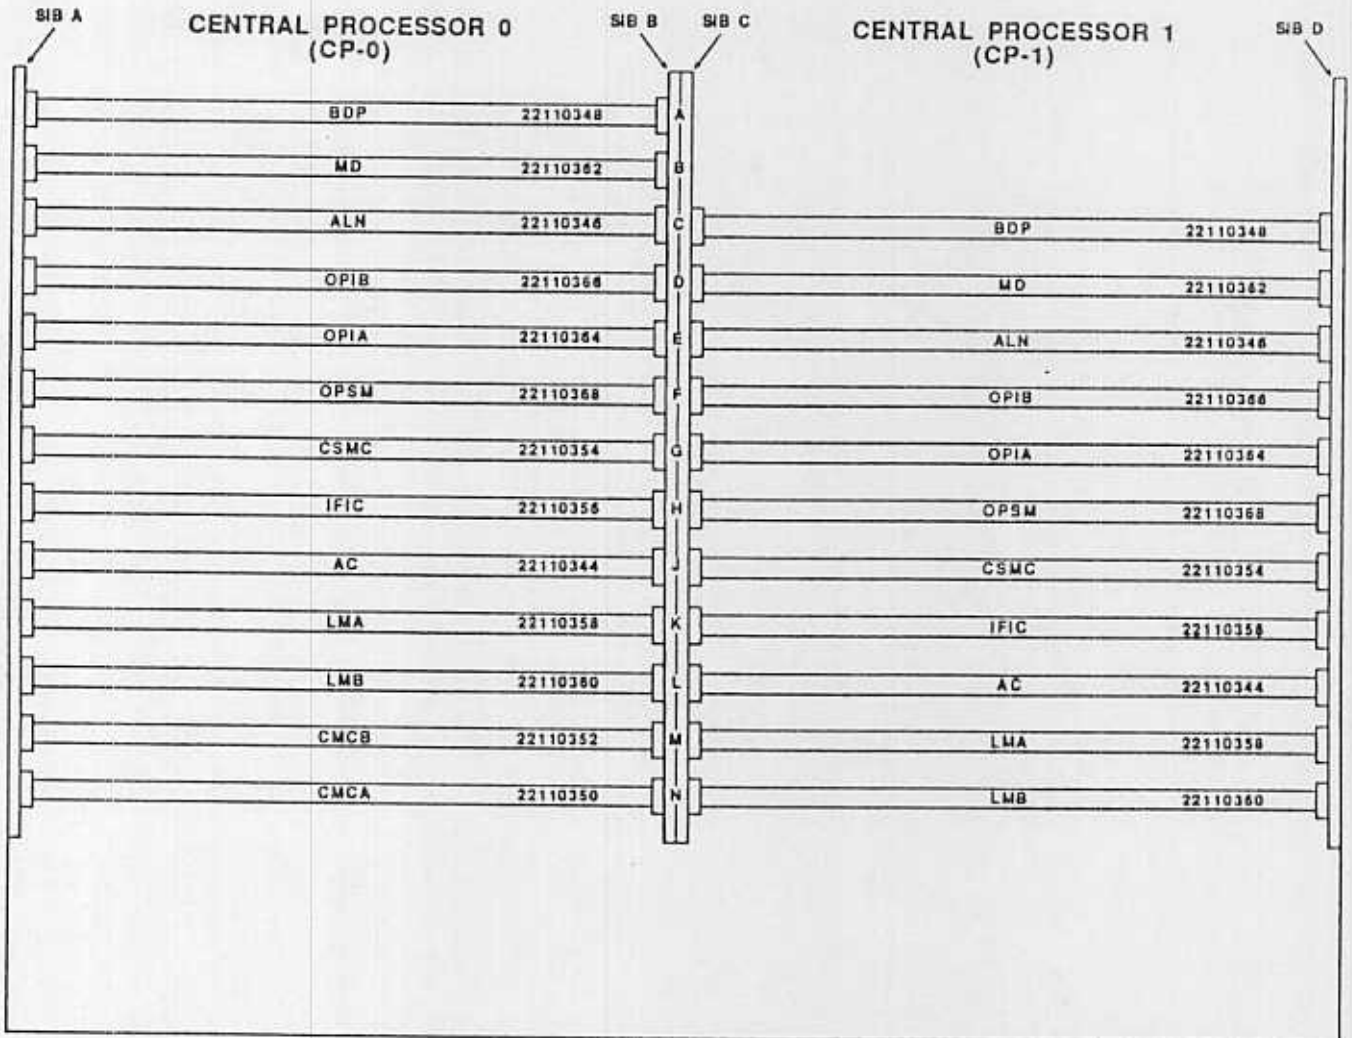 SIB A
CENTRAL PROCESSOR 0
(CP-0)
SIB B
SIB C
CENTRAL PROCESSOR 1
(CP-1)
SIB D
BDP 22110348 A
MD 22110362 B
ALN 22110346 C BDP 22110348
OPIB 22110366 D MD 22110362
OPIA 22110364 E ALN 22110346
OPSM 22110368 F OPIB 22110366
CSMC 22110354 G OPIA 22110364
IFIC 22110356 H OPSM 22110368
AC 22110344 J CSMC 22110354
LMA 22110358 K IFIC 22110356
LMB 22110360 L AC 22110344
CMCB 22110352 M LMA 22110358
CMCA 22110350 N LMB 22110360